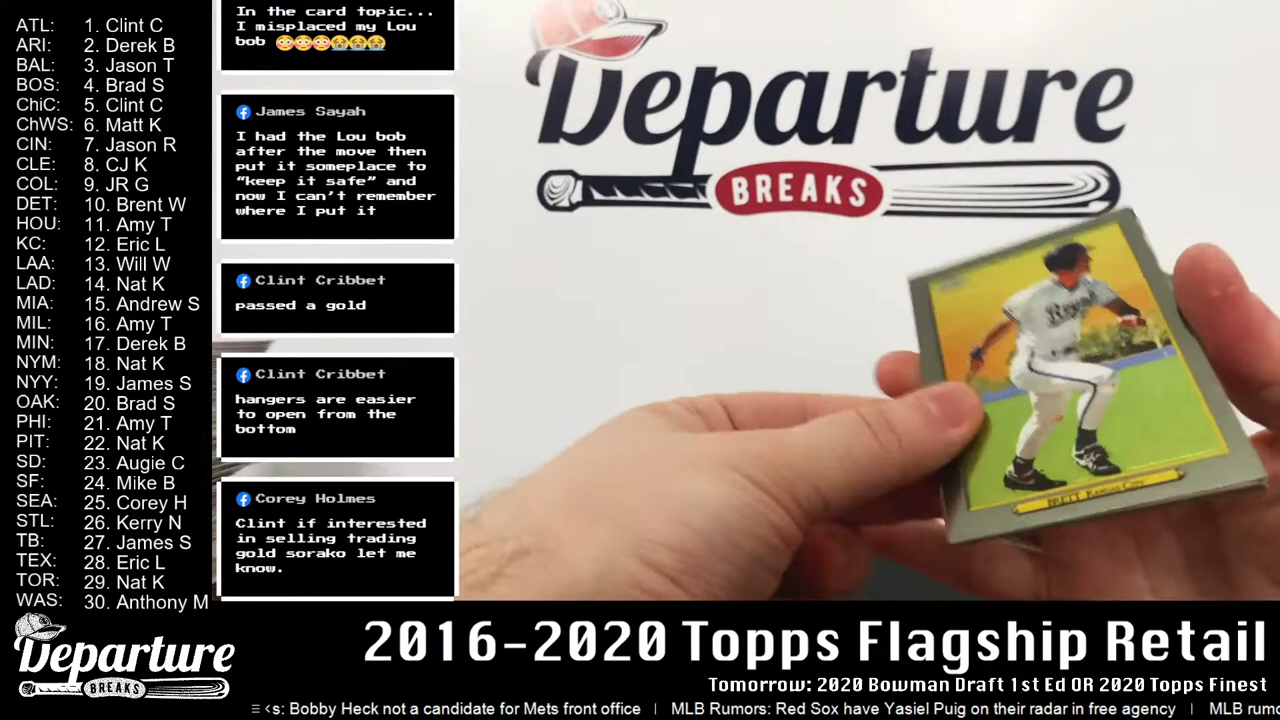 ATL: 1. Clint C
ARI: 2. Derek B
BAL: 3. Jason T
BOS: 4. Brad S
ChiC: 5. Clint C
ChWS: 6. Matt K
CIN: 7. Jason R
CLE: 8. CJ K
COL: 9. JR G
DET: 10. Brent W
HOU: 11. Amy T
KC: 12. Eric L
LAA: 13. Will W
LAD: 14. Nat K
MIA: 15. Andrew S
MIL: 16. Amy T
MIN: 17. Derek B
NYM: 18. Nat K
NYY: 19. James S
OAK: 20. Brad S
PHI: 21. Amy T
PIT: 22. Nat K
SD: 23. Augie C
SF: 24. Mike B
SEA: 25. Corey H
STL: 26. Kerry N
TB: 27. James S
TEX: 28. Eric L
TOR: 29. Nat K
WAS: 30. Anthony M
In the card topic...
I misplaced my Lou
bob 😳😳😳😭😭😭
James Sayah
I had the Lou bob
after the move then
put it someplace to
“keep it safe” and
now I can’t remember
where I put it
Clint Cribbet
passed a gold
Clint Cribbet
hangers are easier
to open from the
bottom
Corey Holmes
Clint if interested
in selling trading
gold sorako let me
know.
Departure
BREAKS
Royals
BRETT KANSAS CITY
Departure
BREAKS
2016-2020 Topps Flagship Retail
Tomorrow: 2020 Bowman Draft 1st Ed OR 2020 Topps Finest
s: Bobby Heck not a candidate for Mets front office | MLB Rumors: Red Sox have Yasiel Puig on their radar in free agency | MLB rumo